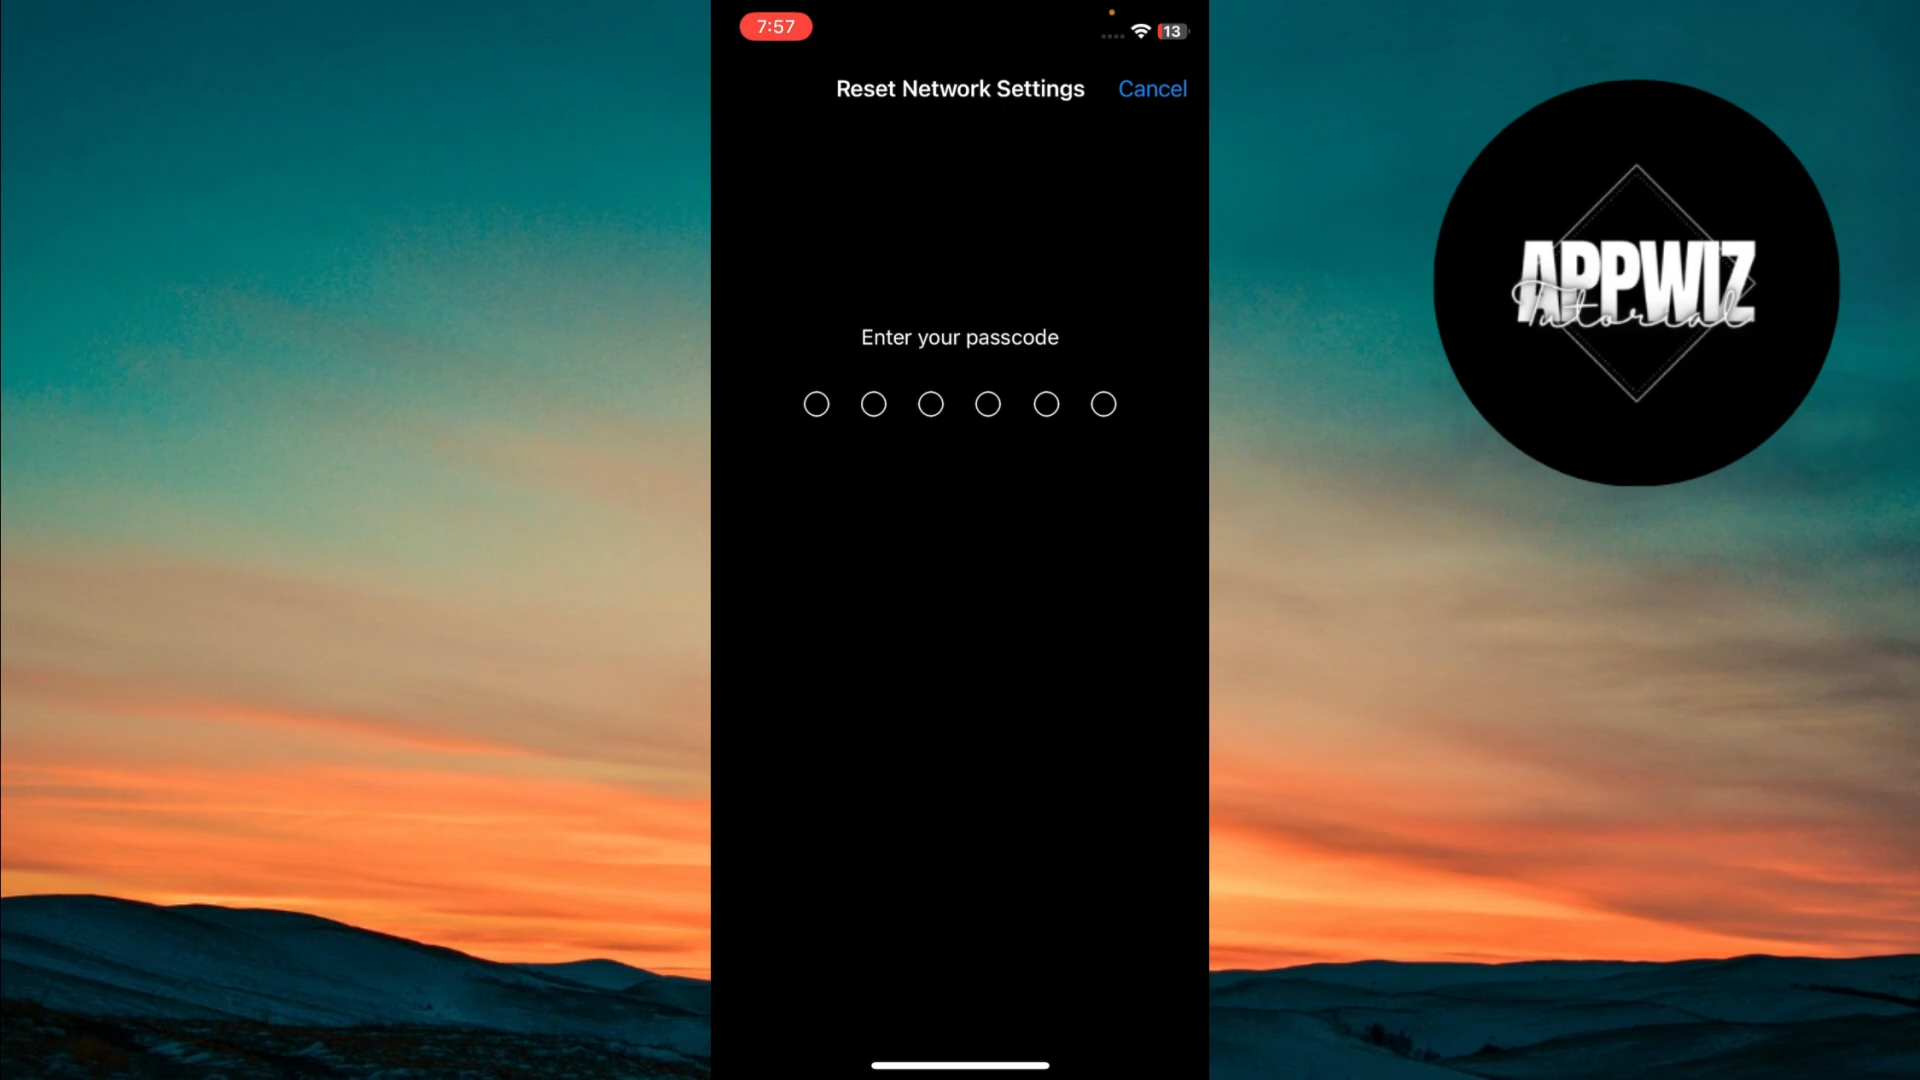 7:57
13
Reset Network Settings
Cancel
APPWIZ
Tutorial
Enter your passcode